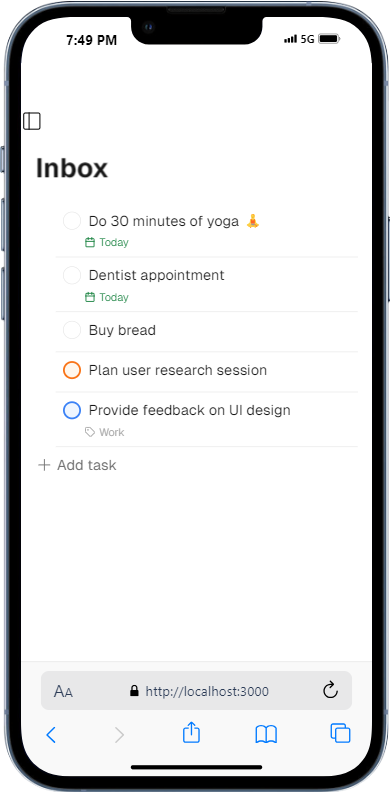 7:49 PM 5G
Inbox
Do 30 minutes of yoga 🧘
Today
Dentist appointment
Today
Buy bread
Plan user research session
Provide feedback on UI design
Work
+ Add task
AA http://localhost:3000